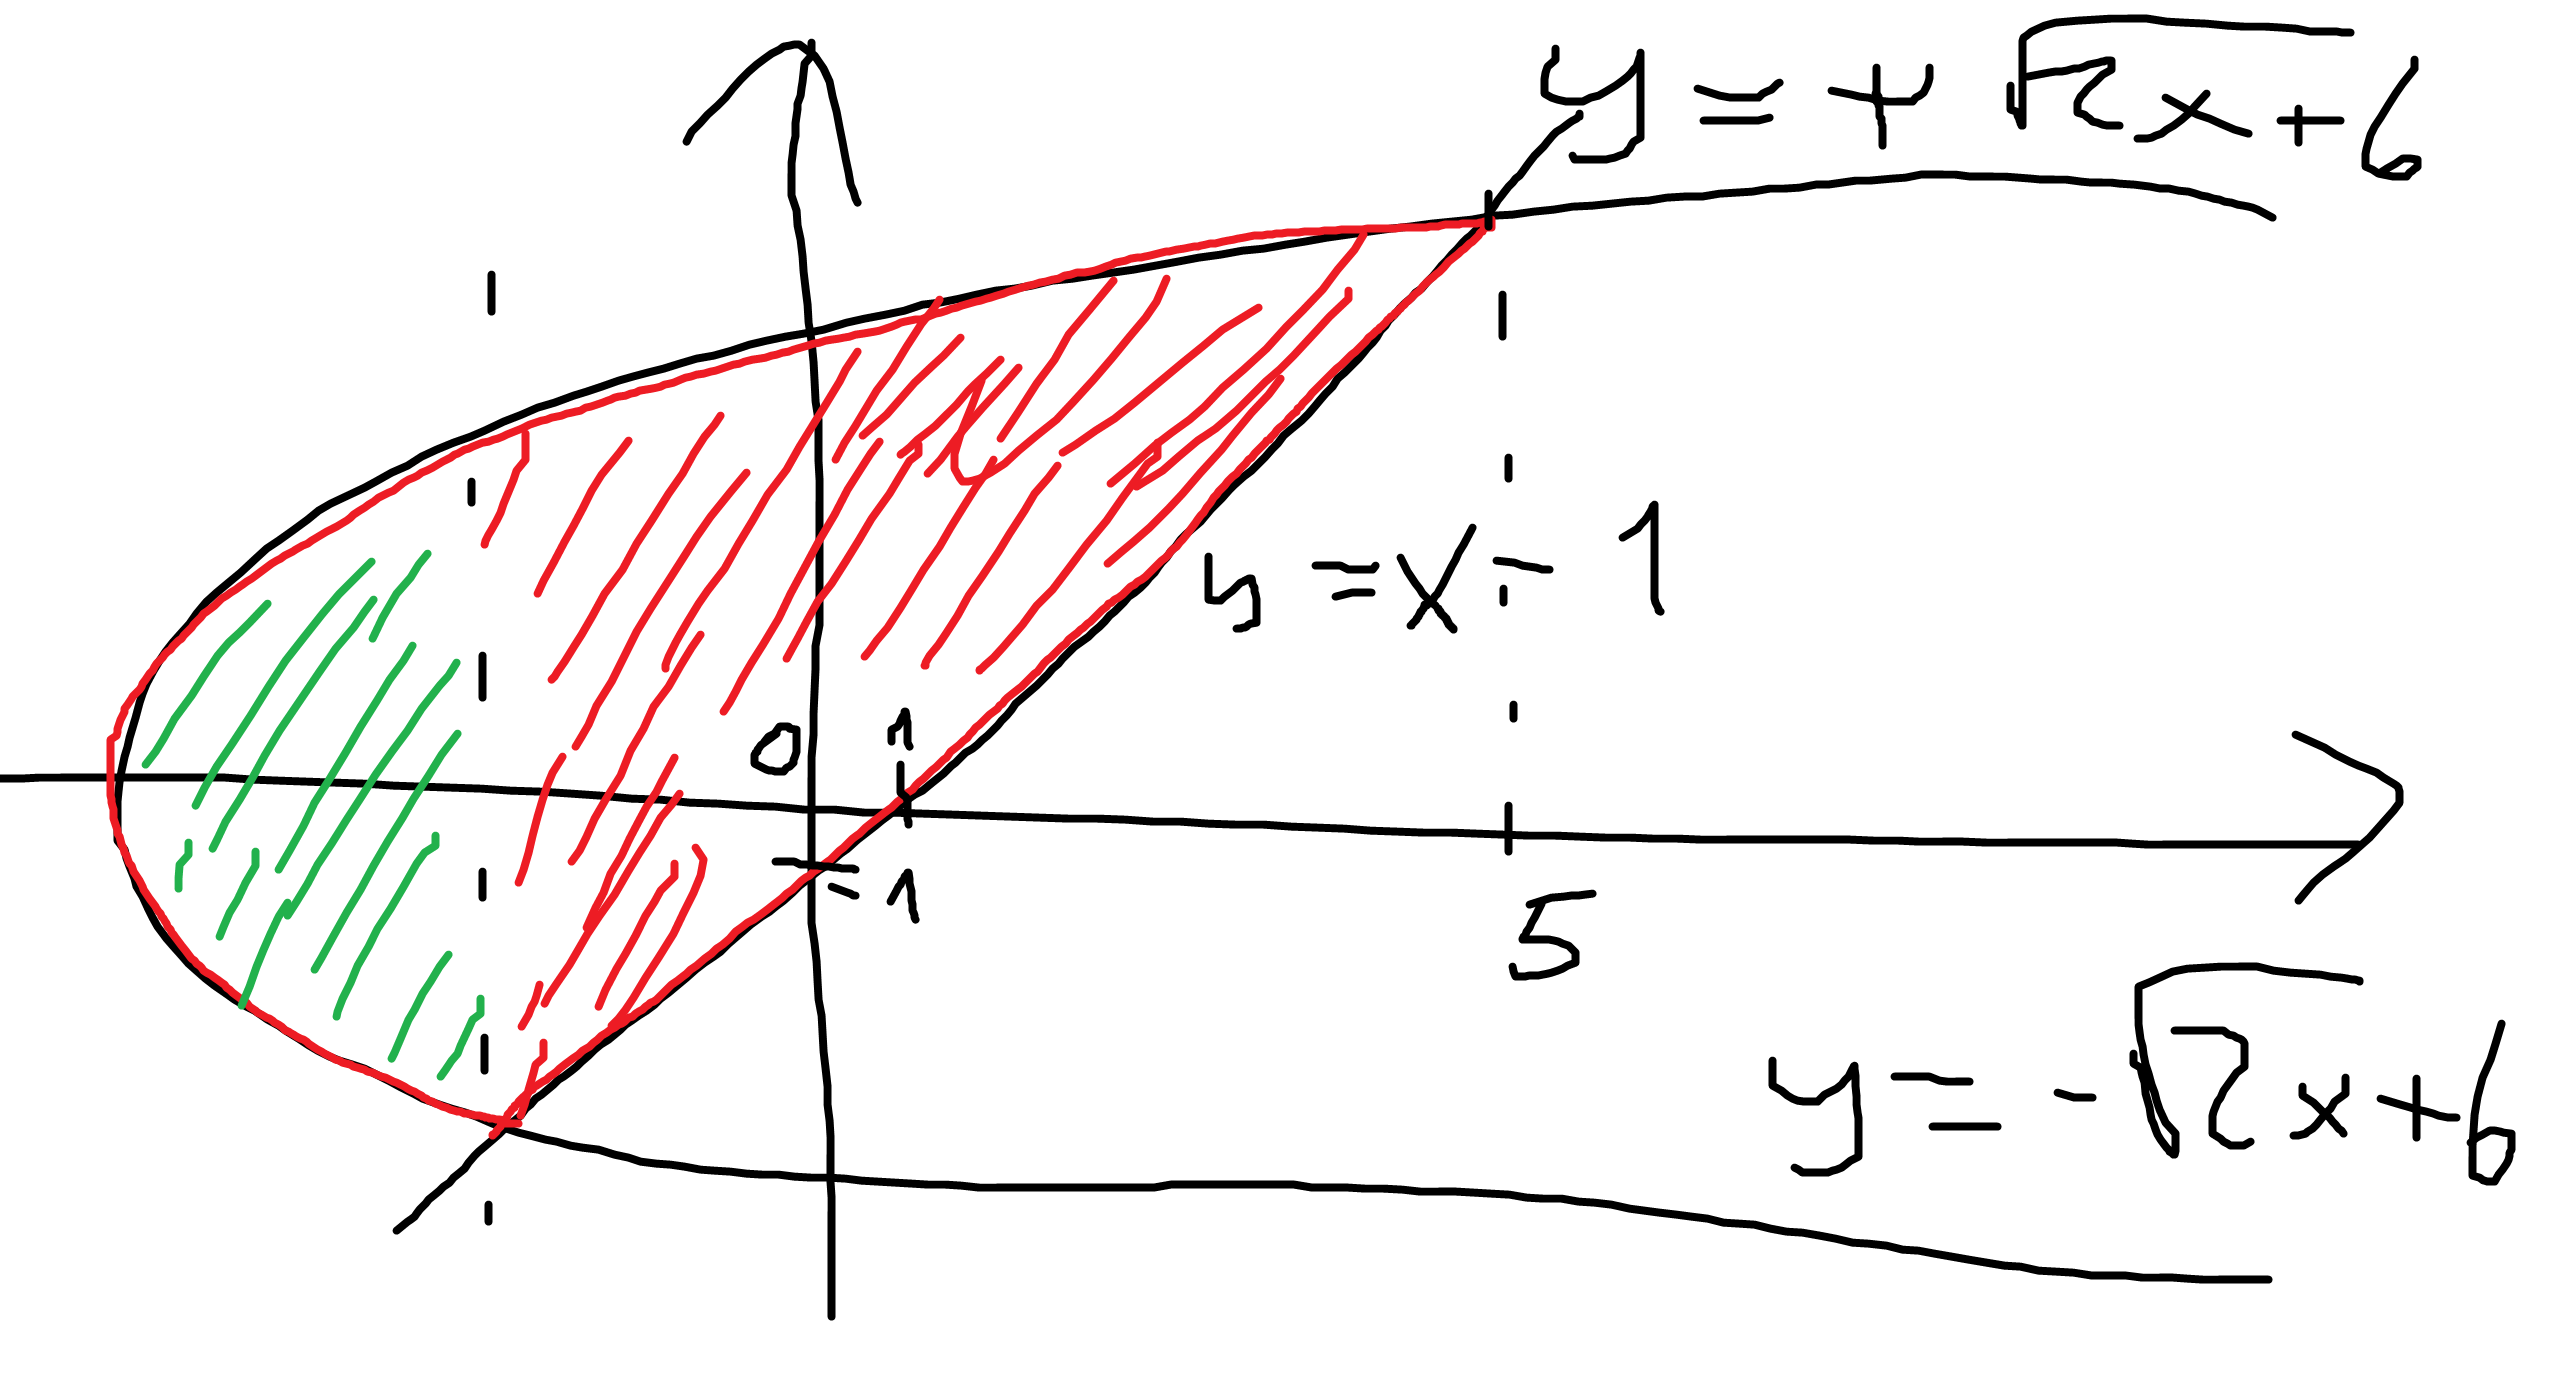 y = + √2x+6
y = x - 1
0
1
-1
5
y = - √2x+6